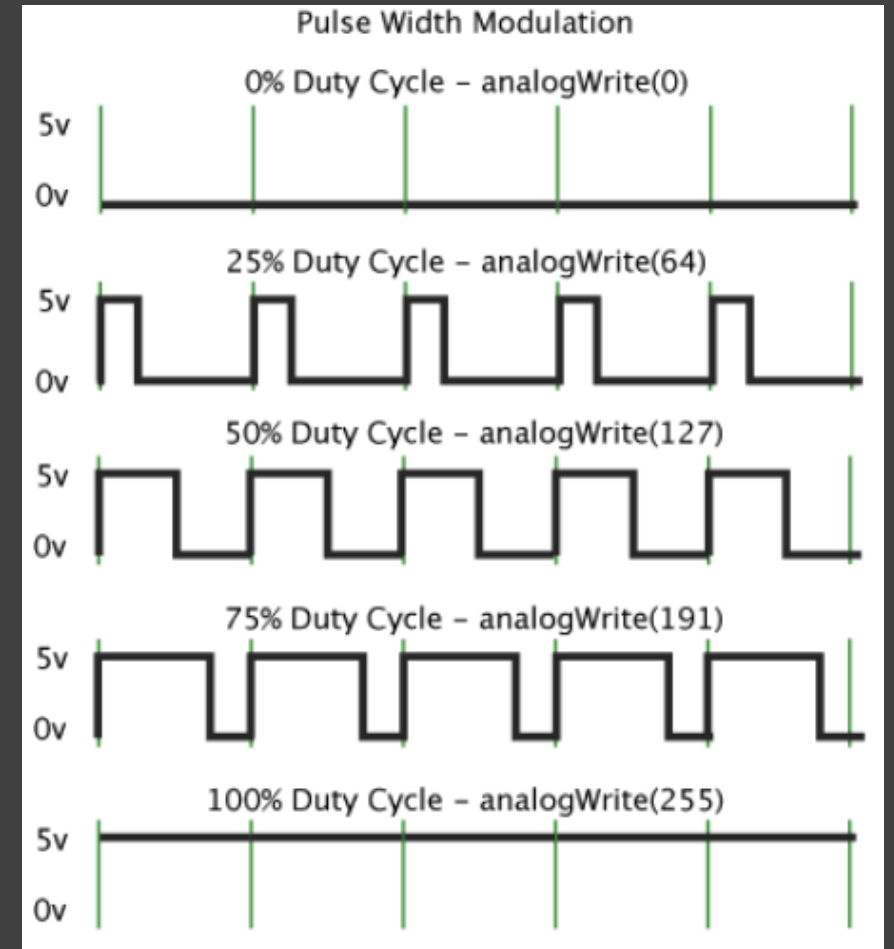 Pulse Width Modulation
0% Duty Cycle – analogWrite(0)
5v
0v
25% Duty Cycle – analogWrite(64)
5v
0v
50% Duty Cycle – analogWrite(127)
5v
0v
75% Duty Cycle – analogWrite(191)
5v
0v
100% Duty Cycle – analogWrite(255)
5v
0v